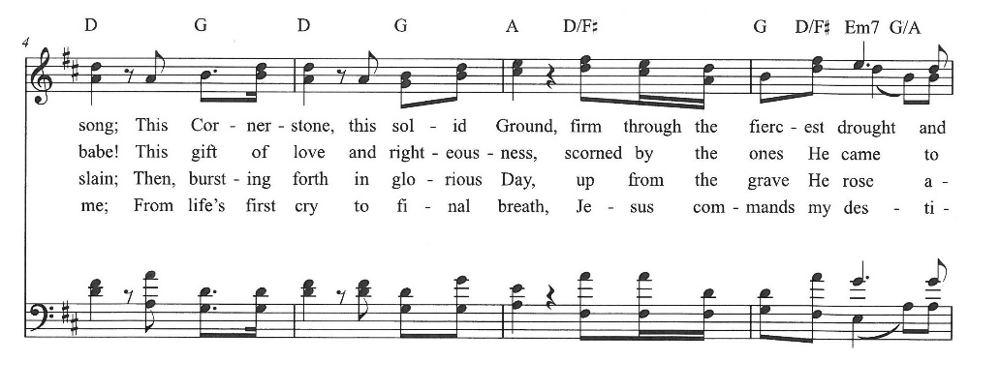 D G D G A D/F♯ G D/F♯ Em7 G/A
4
song; This Cor - ner - stone, this sol - id Ground, firm through the fierc - est drought and
babe! This gift of love and right - eous - ness, scorned by the ones He came to
slain; Then, burst - ing forth in glo - rious Day, up from the grave He rose a -
me; From life's first cry to fi - nal breath, Je - sus com - mands my des - ti -